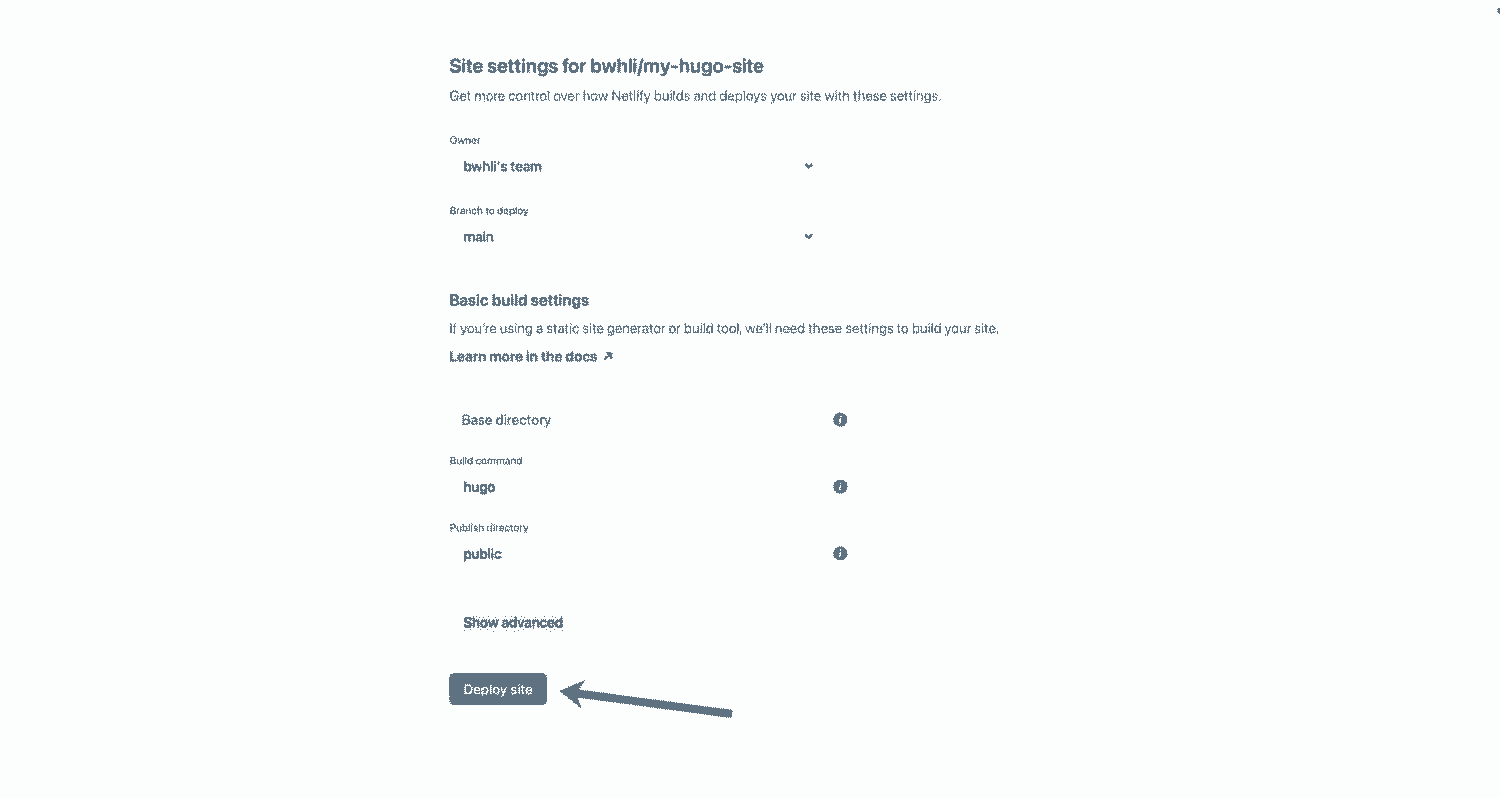 Site settings for bwhli/my-hugo-site
Get more control over how Netlify builds and deploys your site with these settings.
Owner
bwhli's team
Branch to deploy
main
Basic build settings
If you're using a static site generator or build tool, we'll need these settings to build your site.
Learn more in the docs
Base directory
Build command
hugo
Publish directory
public
Show advanced
Deploy site